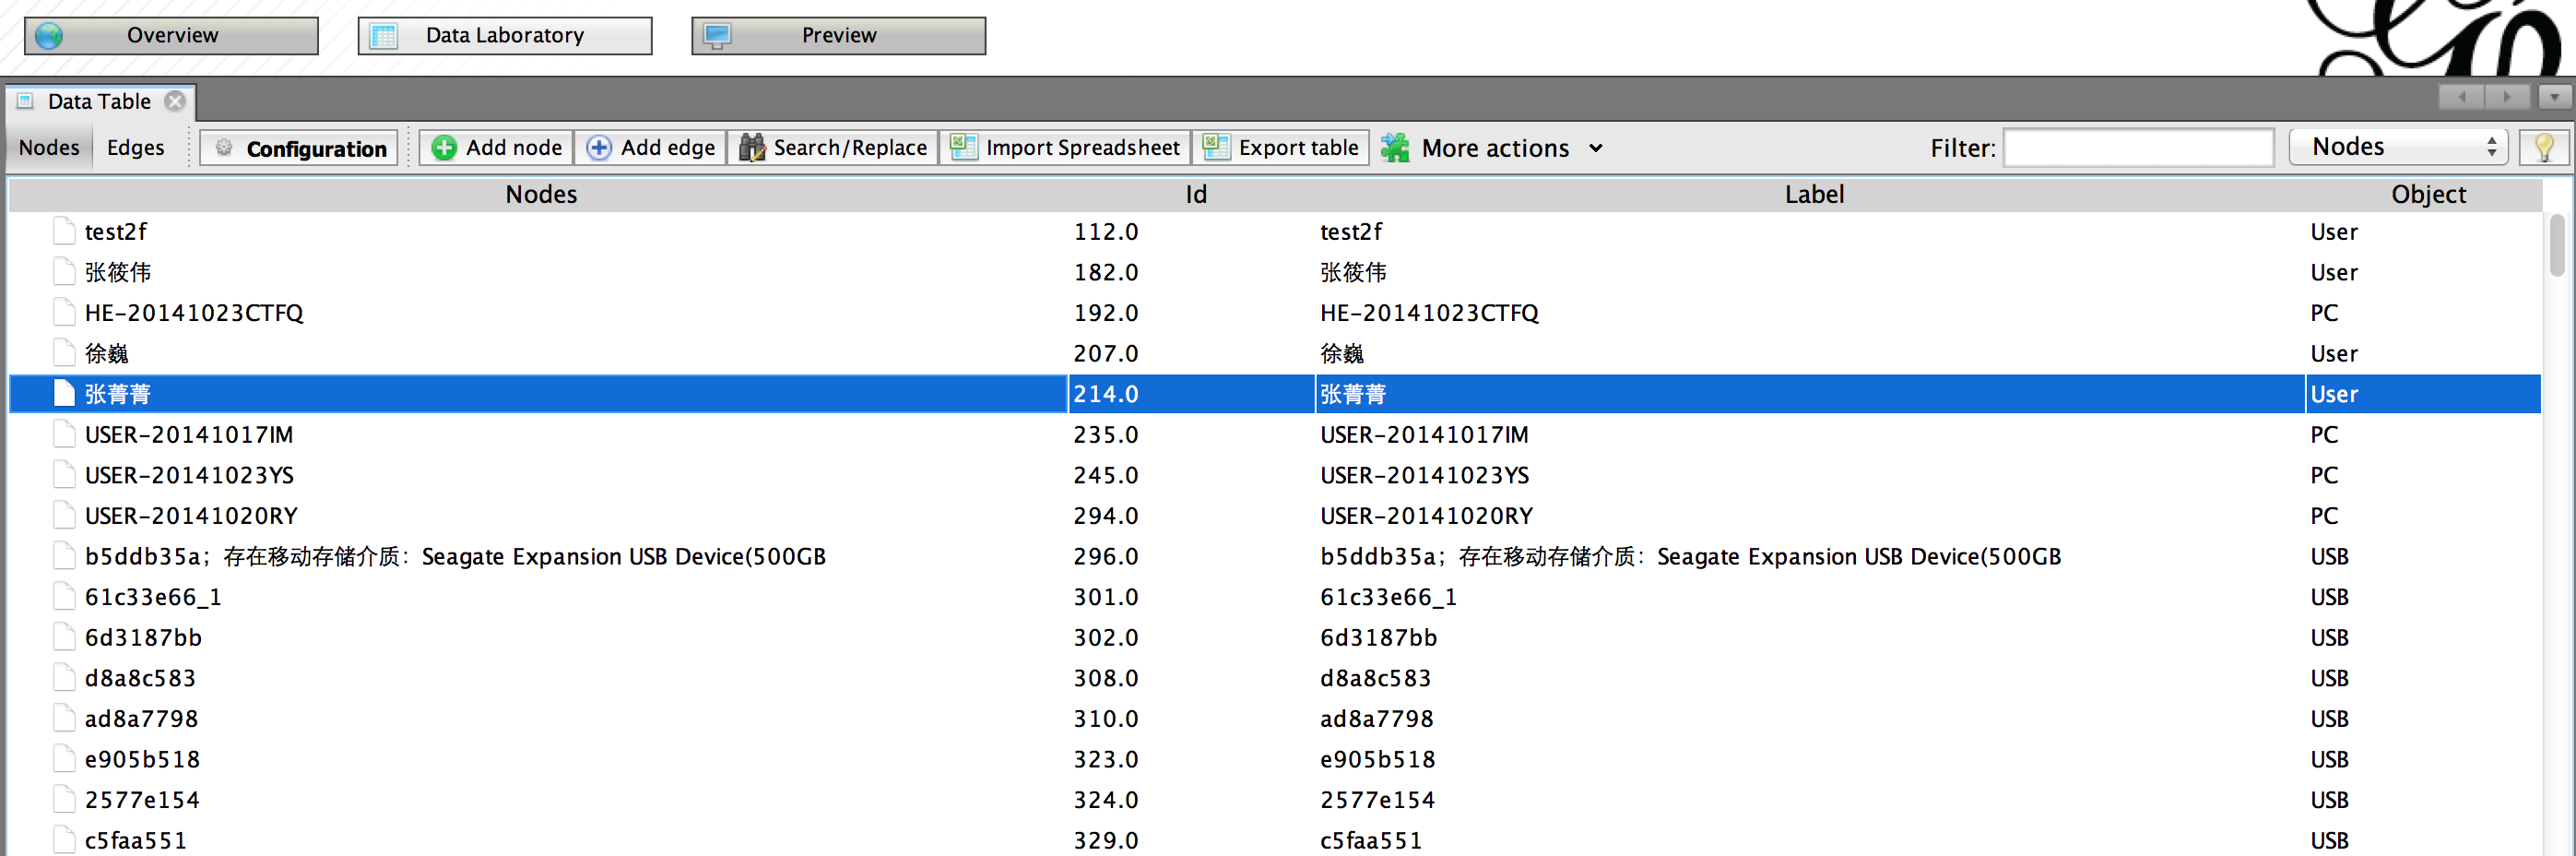 Overview Data Laboratory Preview
Data Table
Nodes Edges Configuration Add node Add edge Search/Replace Import Spreadsheet Export table More actions Filter: Nodes
Nodes Id Label Object
test2f 112.0 test2f User
张筱伟 182.0 张筱伟 User
HE-20141023CTFQ 192.0 HE-20141023CTFQ PC
徐巍 207.0 徐巍 User
张菁菁 214.0 张菁菁 User
USER-20141017IM 235.0 USER-20141017IM PC
USER-20141023YS 245.0 USER-20141023YS PC
USER-20141020RY 294.0 USER-20141020RY PC
b5ddb35a；存在移动存储介质：Seagate Expansion USB Device(500GB 296.0 b5ddb35a；存在移动存储介质：Seagate Expansion USB Device(500GB USB
61c33e66_1 301.0 61c33e66_1 USB
6d3187bb 302.0 6d3187bb USB
d8a8c583 308.0 d8a8c583 USB
ad8a7798 310.0 ad8a7798 USB
e905b518 323.0 e905b518 USB
2577e154 324.0 2577e154 USB
c5faa551 329.0 c5faa551 USB